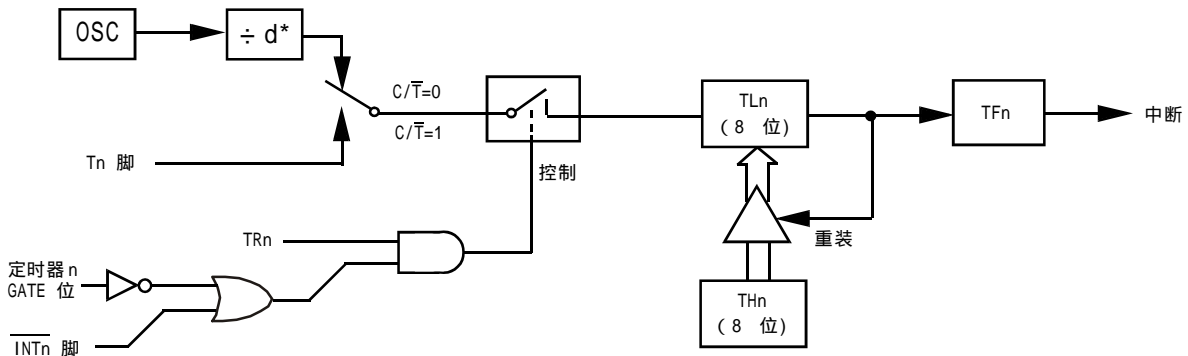 OSC
÷ d*
C/T̅=0
C/T̅=1
Tn 脚
控制
TLn
(8 位)
TFn
中断
重装
TRn
定时器 n
GATE 位
I̅N̅T̅n̅ 脚
THn
(8 位)